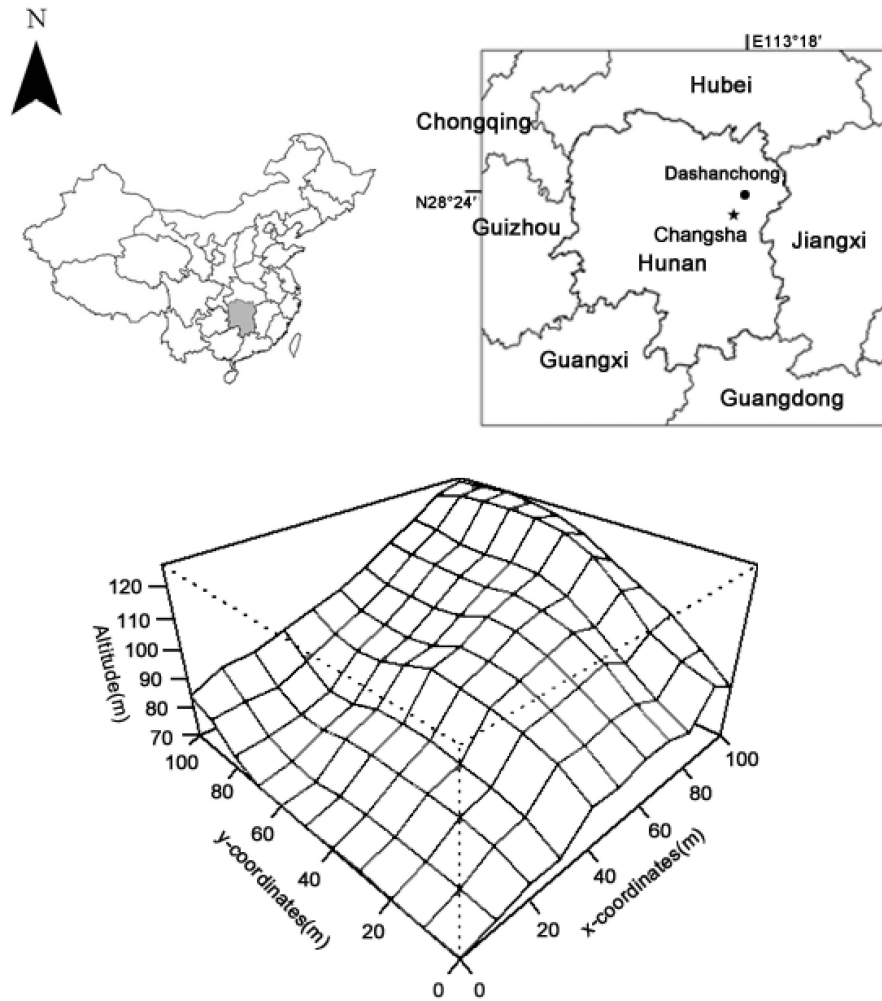 N
E113°18′
Hubei
Chongqing
Dashanchong
N28°24′
Guizhou
Changsha
Jiangxi
Hunan
Guangxi
Guangdong
120
110
100
90
80
70
Altitude(m)
100
80
60
40
20
0
y-coordinates(m)
0
20
40
60
80
100
x-coordinates(m)